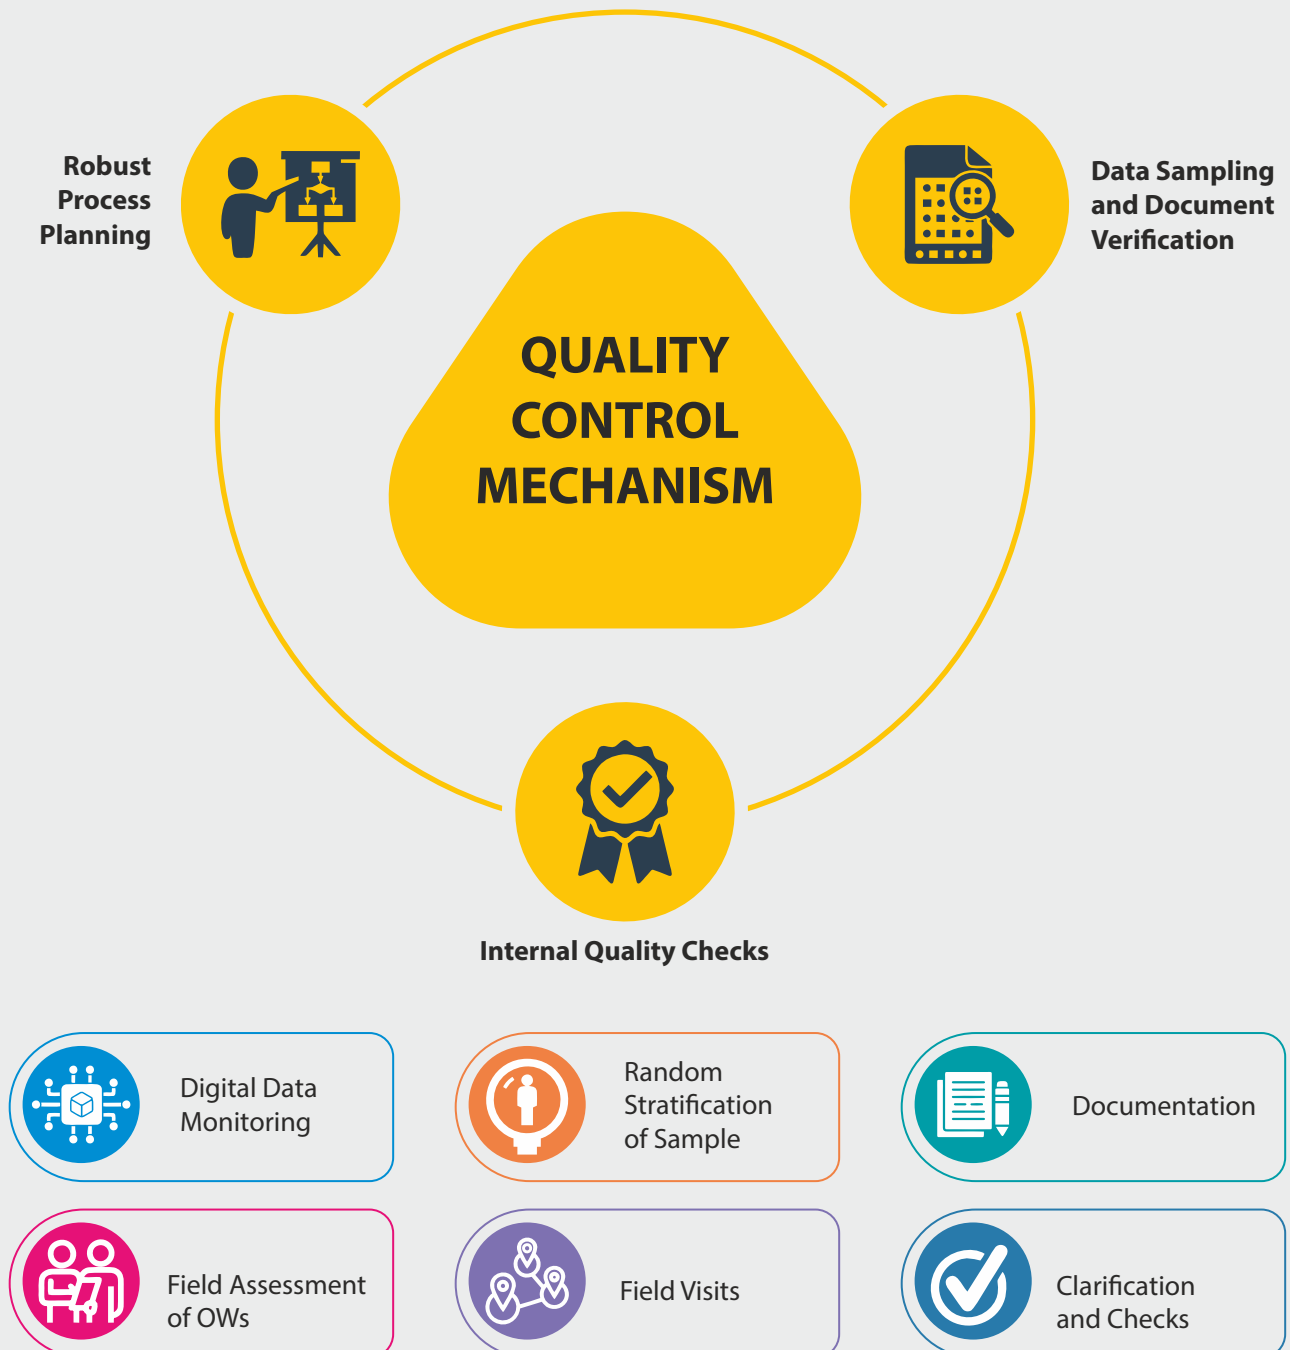 Robust
Process
Planning
Data Sampling
and Document
Verification
QUALITY
CONTROL
MECHANISM
Internal Quality Checks
Digital Data
Monitoring
Random
Stratification
of Sample
Documentation
Field Assessment
of OWs
Field Visits
Clarification
and Checks